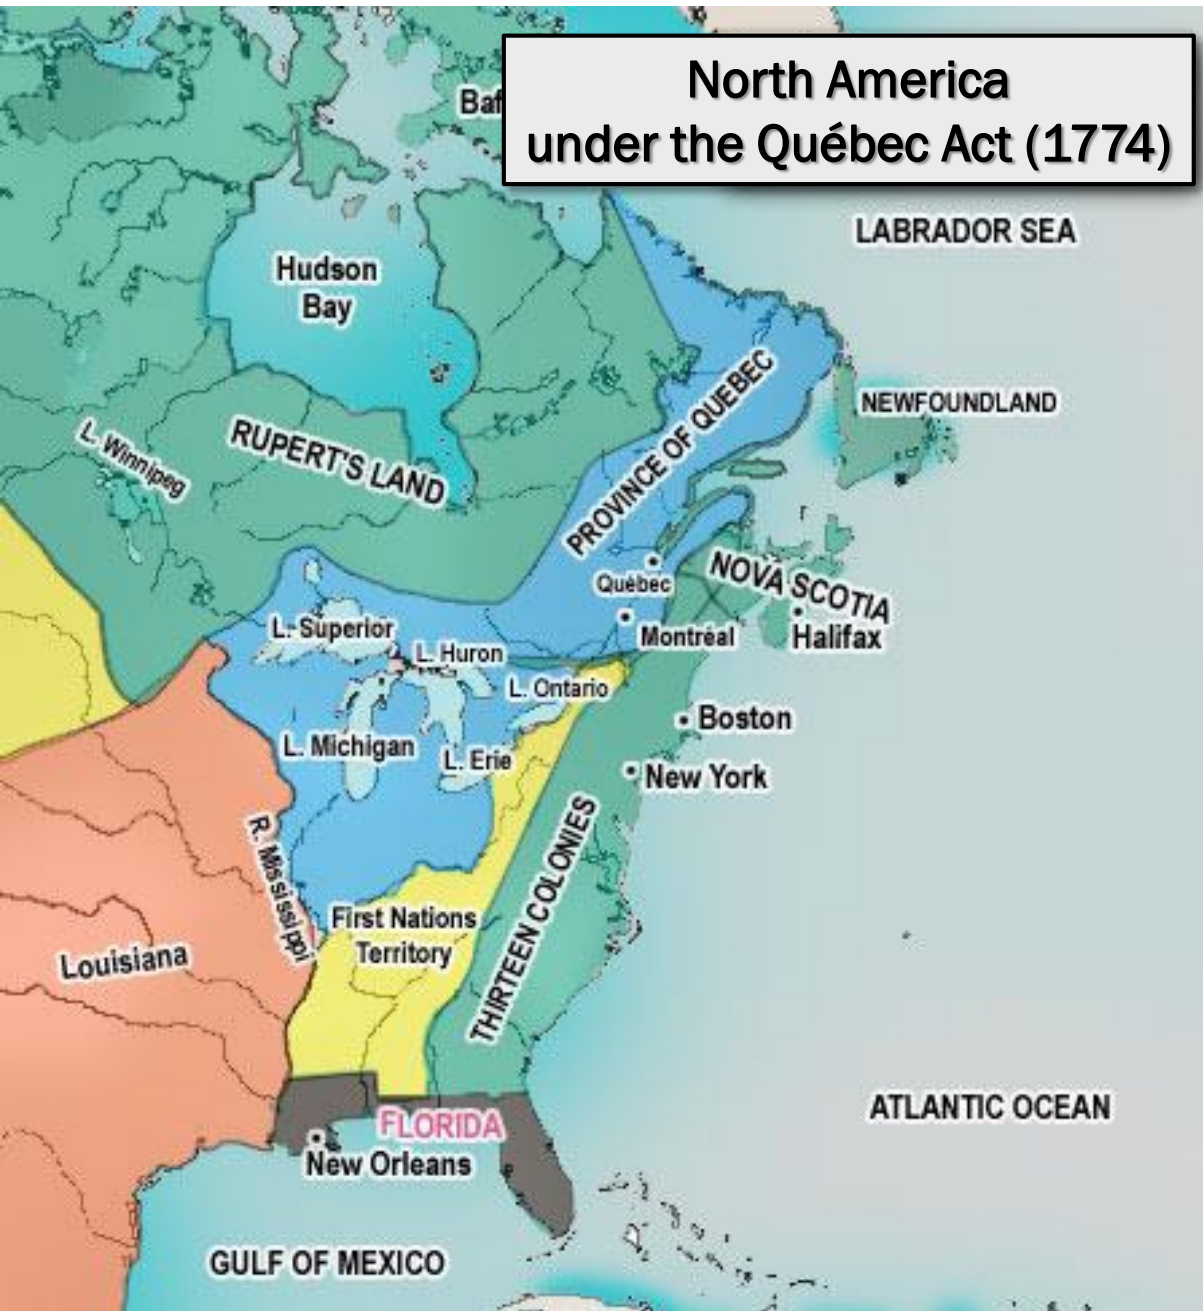 North America
under the Québec Act (1774)
Baf
LABRADOR SEA
Hudson
Bay
NEWFOUNDLAND
PROVINCE OF QUEBEC
L. Winnipeg
RUPERT'S LAND
NOVA SCOTIA
Québec
L. Superior
Montréal
Halifax
L. Huron
L. Ontario
Boston
L. Michigan
L. Erie
New York
R. Mississippi
THIRTEEN COLONIES
First Nations
Territory
Louisiana
ATLANTIC OCEAN
FLORIDA
New Orleans
GULF OF MEXICO